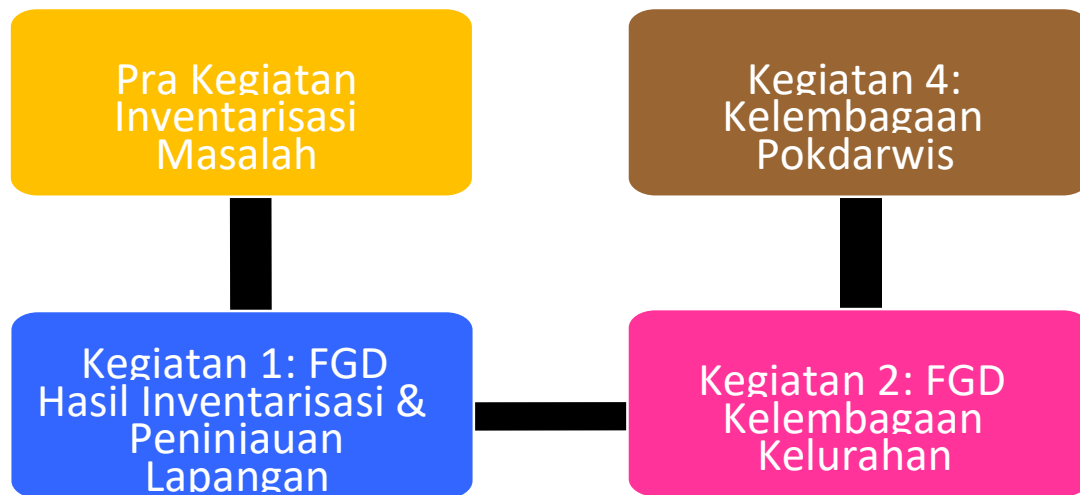 Pra Kegiatan
Inventarisasi
Masalah
Kegiatan 1: FGD
Hasil Inventarisasi &
Peninjauan
Lapangan
Kegiatan 2: FGD
Kelembagaan
Kelurahan
Kegiatan 4:
Kelembagaan
Pokdarwis